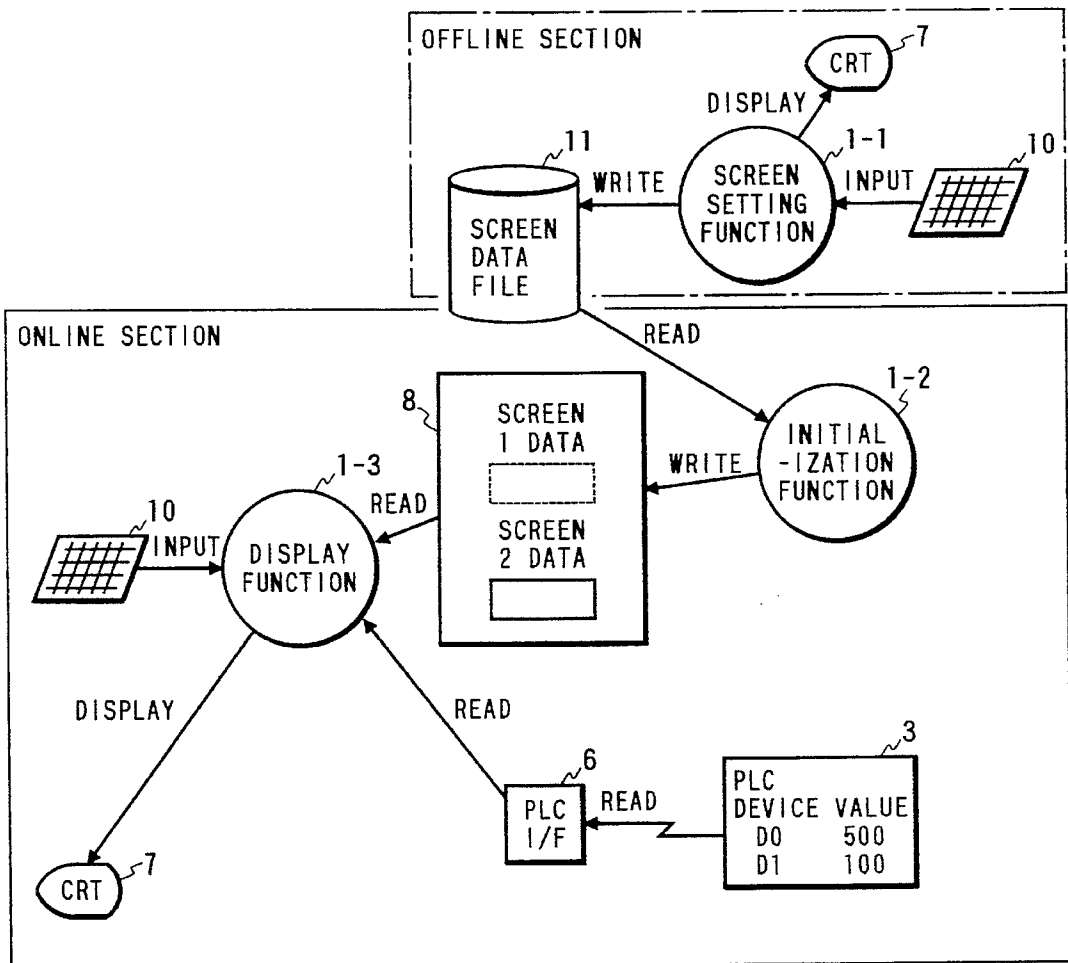 OFFLINE SECTION
7
CRT
DISPLAY
1-1
10
11
WRITE
SCREEN
SETTING
FUNCTION
INPUT
SCREEN
DATA
FILE
ONLINE SECTION
READ
1-2
8
SCREEN
1 DATA
INITIAL
-IZATION
FUNCTION
WRITE
1-3
READ
10
INPUT
DISPLAY
FUNCTION
SCREEN
2 DATA
DISPLAY
READ
6
3
PLC
I/F
READ
PLC
DEVICE VALUE
D0 500
D1 100
7
CRT